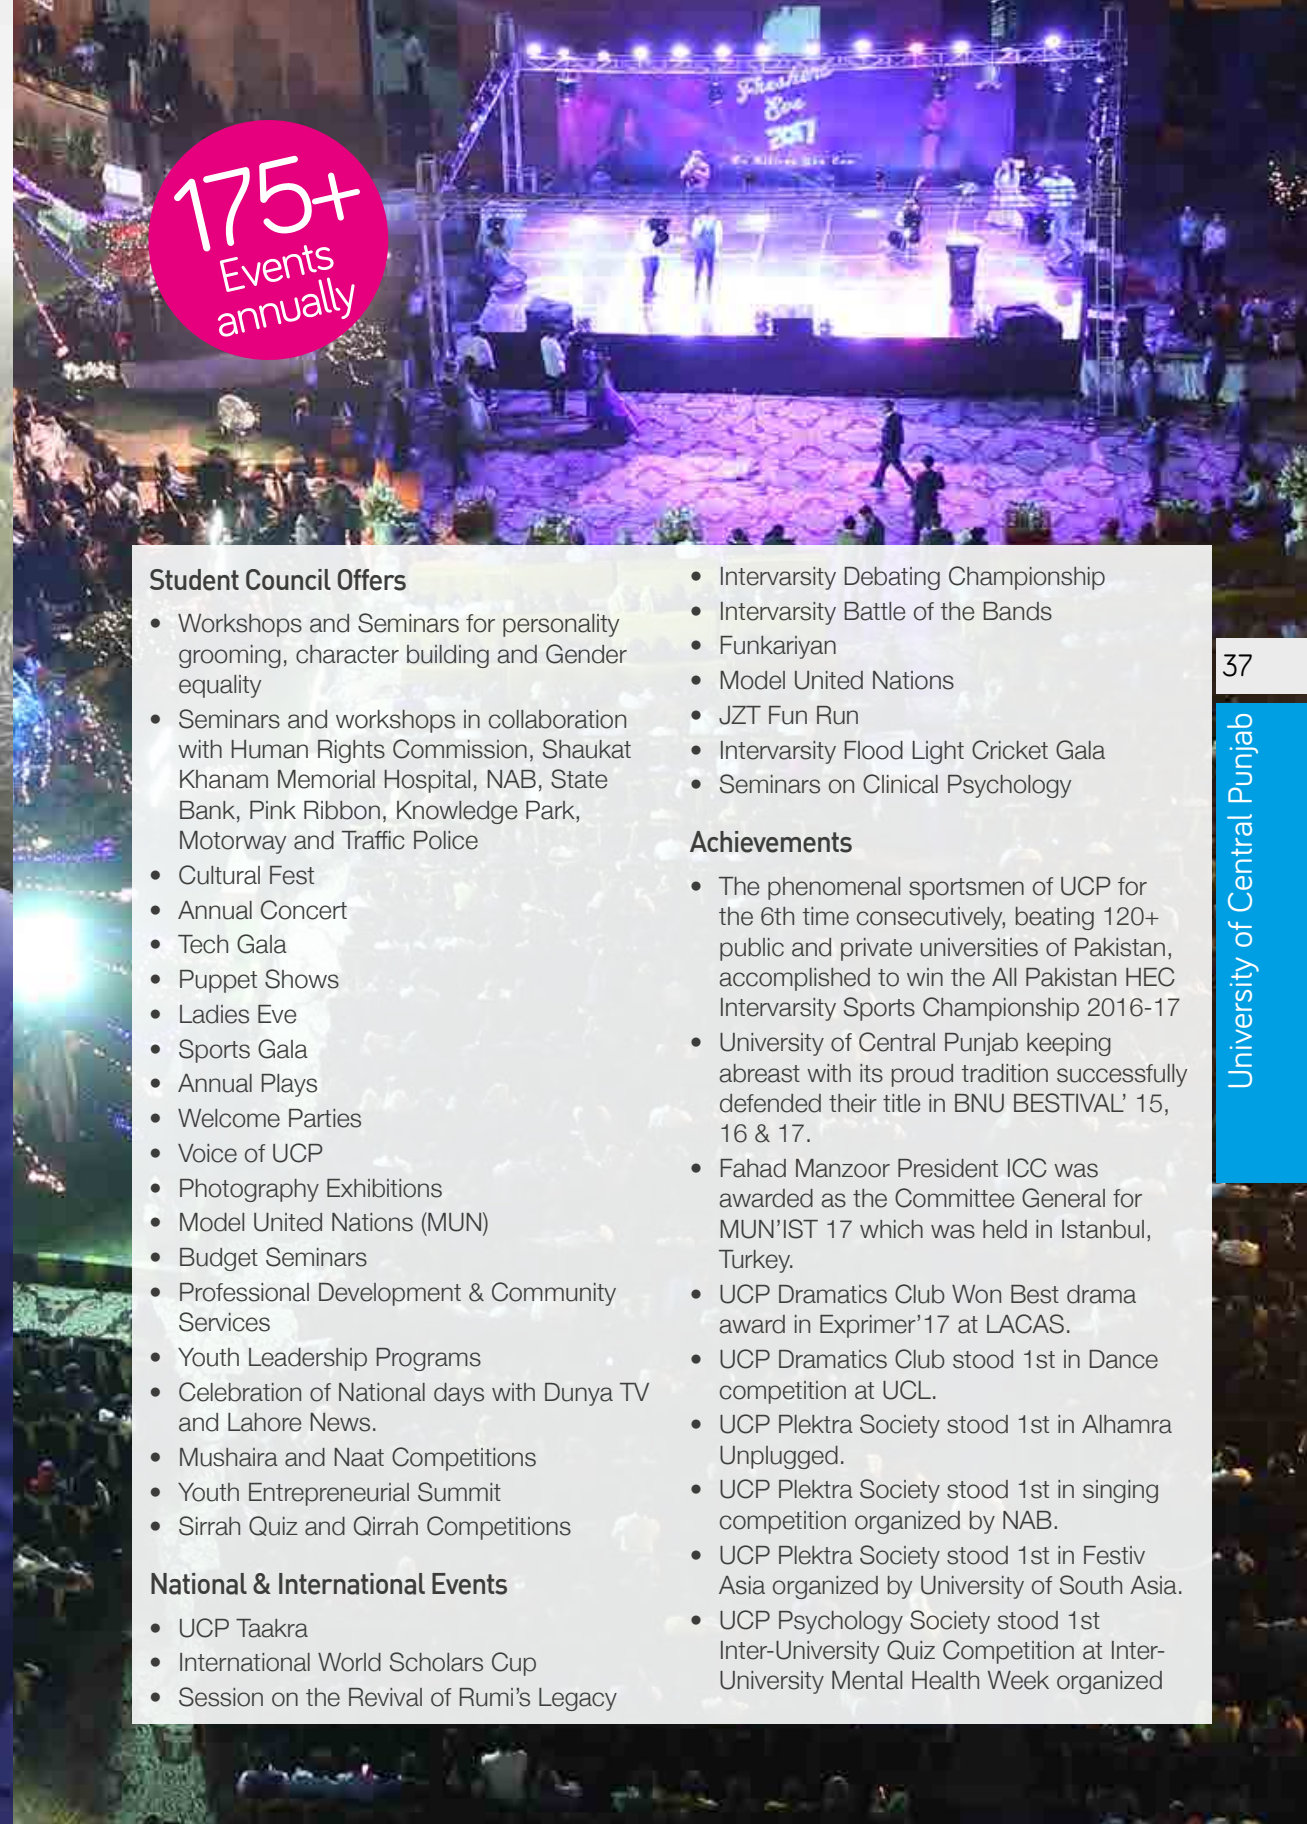 Freshers
Eve
2017
175+
Events
annually
Student Council Offers
• Workshops and Seminars for personality
grooming, character building and Gender
equality
• Seminars and workshops in collaboration
with Human Rights Commission, Shaukat
Khanam Memorial Hospital, NAB, State
Bank, Pink Ribbon, Knowledge Park,
Motorway and Traffic Police
• Cultural Fest
• Annual Concert
• Tech Gala
• Puppet Shows
• Ladies Eve
• Sports Gala
• Annual Plays
• Welcome Parties
• Voice of UCP
• Photography Exhibitions
• Model United Nations (MUN)
• Budget Seminars
• Professional Development & Community
Services
• Youth Leadership Programs
• Celebration of National days with Dunya TV
and Lahore News.
• Mushaira and Naat Competitions
• Youth Entrepreneurial Summit
• Sirrah Quiz and Qirrah Competitions
National & International Events
• UCP Taakra
• International World Scholars Cup
• Session on the Revival of Rumi's Legacy
• Intervarsity Debating Championship
• Intervarsity Battle of the Bands
• Funkariyan
• Model United Nations
• JZT Fun Run
• Intervarsity Flood Light Cricket Gala
• Seminars on Clinical Psychology
Achievements
• The phenomenal sportsmen of UCP for
the 6th time consecutively, beating 120+
public and private universities of Pakistan,
accomplished to win the All Pakistan HEC
Intervarsity Sports Championship 2016-17
• University of Central Punjab keeping
abreast with its proud tradition successfully
defended their title in BNU BESTIVAL' 15,
16 & 17.
• Fahad Manzoor President ICC was
awarded as the Committee General for
MUN'IST 17 which was held in Istanbul,
Turkey.
• UCP Dramatics Club Won Best drama
award in Exprimer'17 at LACAS.
• UCP Dramatics Club stood 1st in Dance
competition at UCL.
• UCP Plektra Society stood 1st in Alhamra
Unplugged.
• UCP Plektra Society stood 1st in singing
competition organized by NAB.
• UCP Plektra Society stood 1st in Festiv
Asia organized by University of South Asia.
• UCP Psychology Society stood 1st
Inter-University Quiz Competition at Inter-
University Mental Health Week organized
37
University of Central Punjab